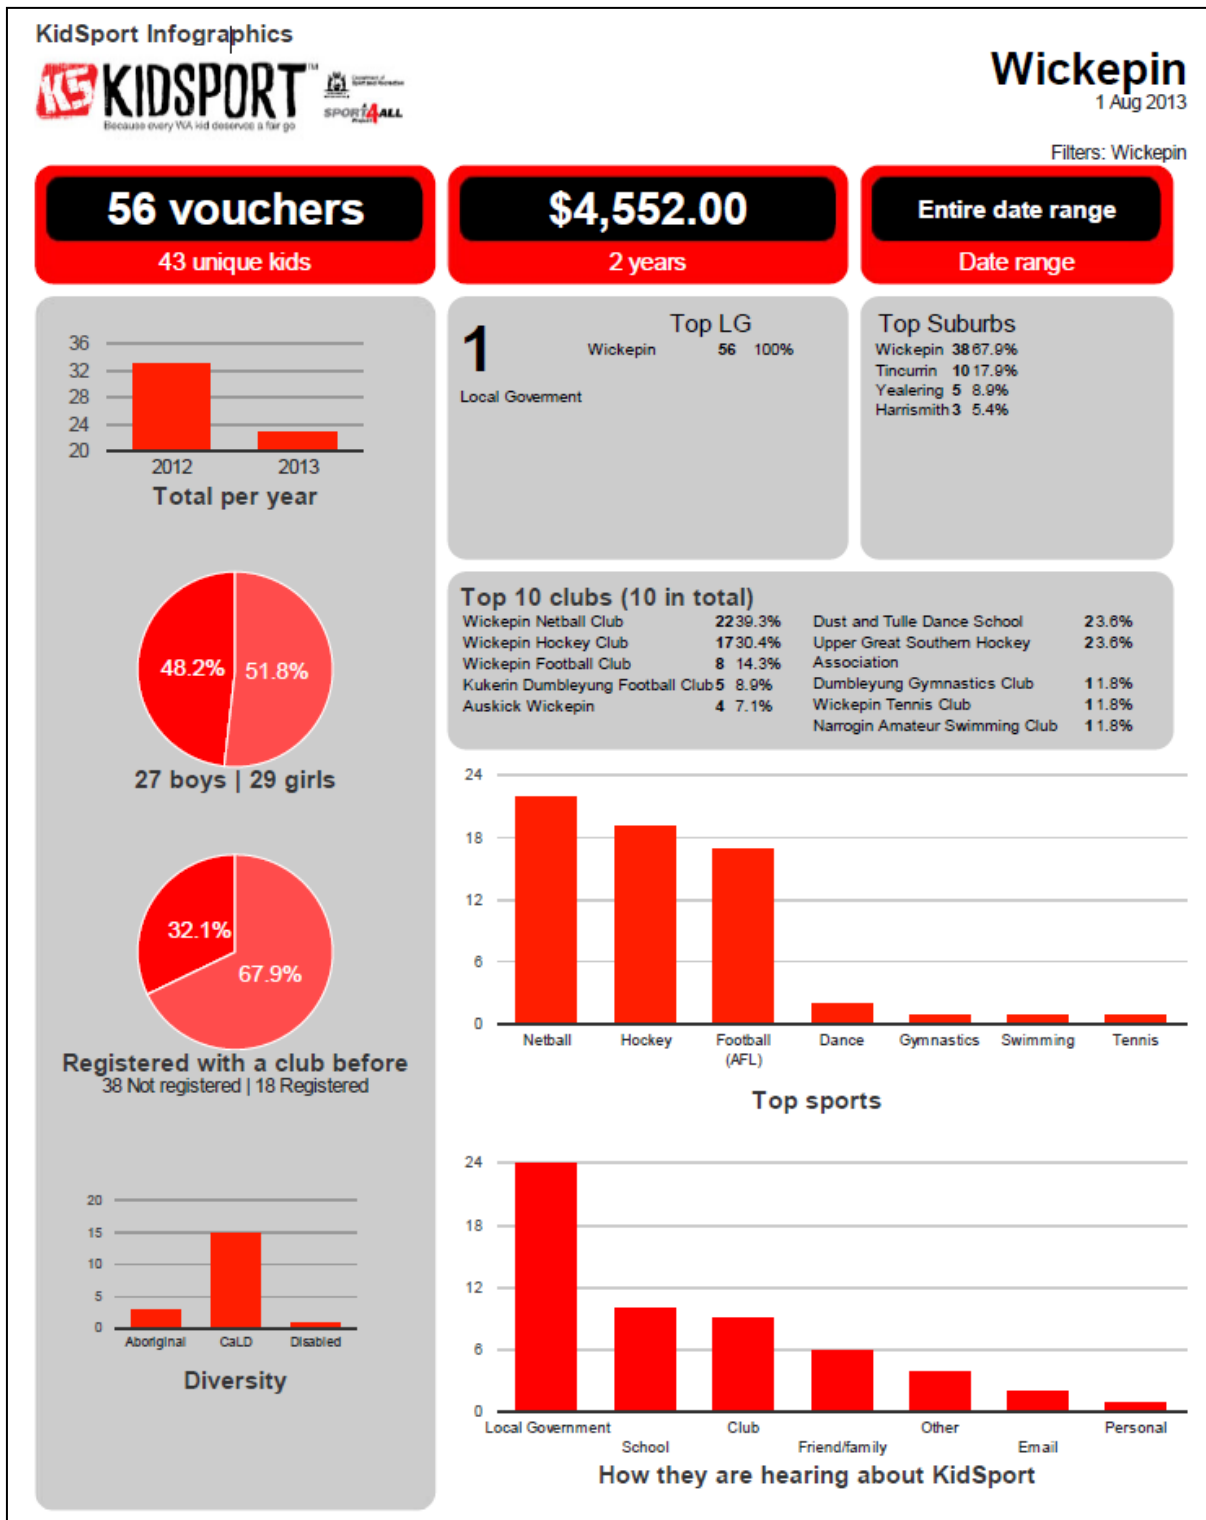 KidSport Infographics
KS KIDSPORT™
Because every WA kid deserves a fair go
Department of
Sport and Recreation
SPORT4ALL
Project
Wickepin
1 Aug 2013
Filters: Wickepin
56 vouchers
43 unique kids
$4,552.00
2 years
Entire date range
Date range
36
32
28
24
20
2012 2013
Total per year
48.2% 51.8%
27 boys | 29 girls
32.1%
67.9%
Registered with a club before
38 Not registered | 18 Registered
20
15
10
5
0
Aboriginal CaLD Disabled
Diversity
1
Local Goverment
Top LG
Wickepin 56 100%
Top Suburbs
Wickepin 38 67.9%
Tincurrin 10 17.9%
Yealering 5 8.9%
Harrismith 3 5.4%
Top 10 clubs (10 in total)
Wickepin Netball Club 22 39.3%
Wickepin Hockey Club 17 30.4%
Wickepin Football Club 8 14.3%
Kukerin Dumbleyung Football Club 5 8.9%
Auskick Wickepin 4 7.1%
Dust and Tulle Dance School 2 3.6%
Upper Great Southern Hockey 2 3.6%
Association
Dumbleyung Gymnastics Club 1 1.8%
Wickepin Tennis Club 1 1.8%
Narrogin Amateur Swimming Club 1 1.8%
24
18
12
6
0
Netball Hockey Football Dance Gymnastics Swimming Tennis
(AFL)
Top sports
24
18
12
6
0
Local Government Club Other Personal
School Friend/family Email
How they are hearing about KidSport